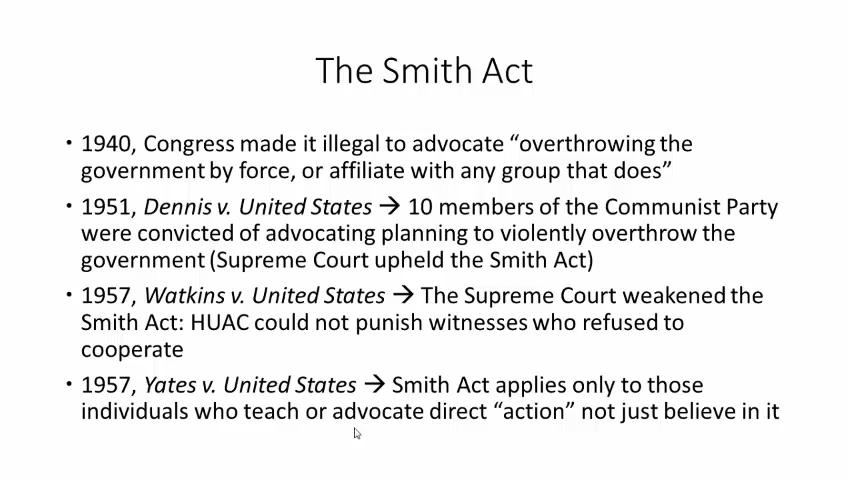 The Smith Act
• 1940, Congress made it illegal to advocate “overthrowing the
government by force, or affiliate with any group that does”
• 1951, Dennis v. United States → 10 members of the Communist Party
were convicted of advocating planning to violently overthrow the
government (Supreme Court upheld the Smith Act)
• 1957, Watkins v. United States → The Supreme Court weakened the
Smith Act: HUAC could not punish witnesses who refused to
cooperate
• 1957, Yates v. United States → Smith Act applies only to those
individuals who teach or advocate direct “action” not just believe in it